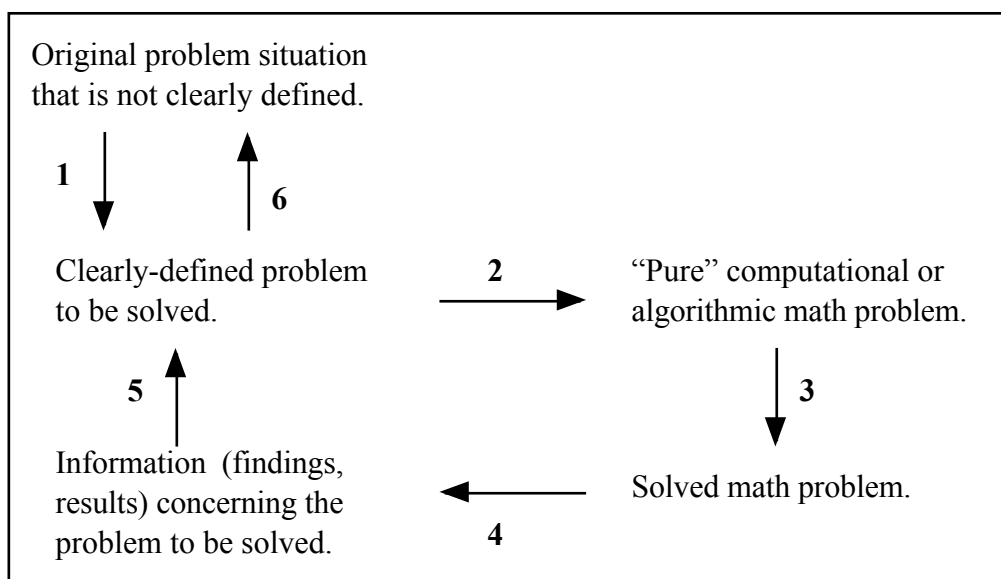 Original problem situation
that is not clearly defined.
1
6
Clearly-defined problem
to be solved.
2
“Pure” computational or
algorithmic math problem.
5
3
Information (findings,
results) concerning the
problem to be solved.
4
Solved math problem.